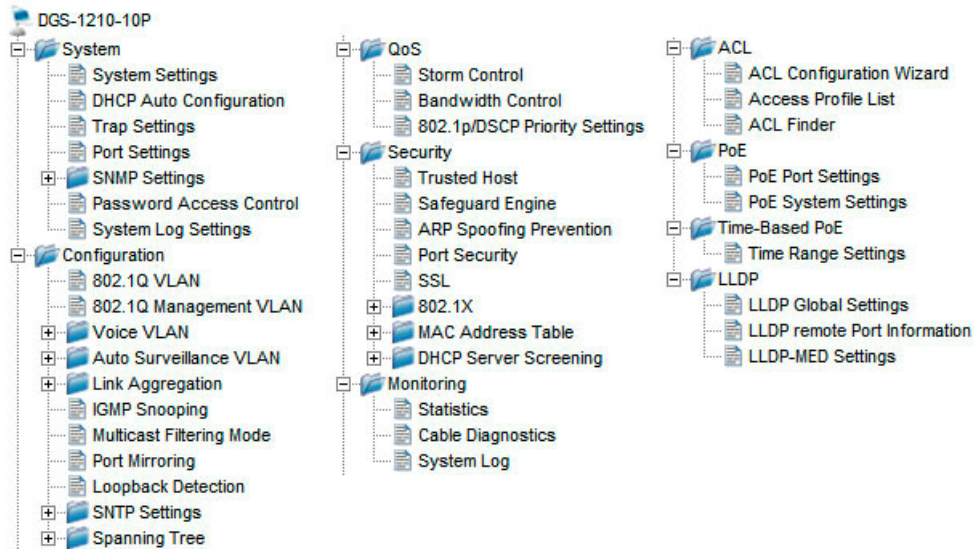 DGS-1210-10P
System
System Settings
DHCP Auto Configuration
Trap Settings
Port Settings
SNMP Settings
Password Access Control
System Log Settings
Configuration
802.1Q VLAN
802.1Q Management VLAN
Voice VLAN
Auto Surveillance VLAN
Link Aggregation
IGMP Snooping
Multicast Filtering Mode
Port Mirroring
Loopback Detection
SNTP Settings
Spanning Tree
QoS
Storm Control
Bandwidth Control
802.1p/DSCP Priority Settings
Security
Trusted Host
Safeguard Engine
ARP Spoofing Prevention
Port Security
SSL
802.1X
MAC Address Table
DHCP Server Screening
Monitoring
Statistics
Cable Diagnostics
System Log
ACL
ACL Configuration Wizard
Access Profile List
ACL Finder
PoE
PoE Port Settings
PoE System Settings
Time-Based PoE
Time Range Settings
LLDP
LLDP Global Settings
LLDP remote Port Information
LLDP-MED Settings